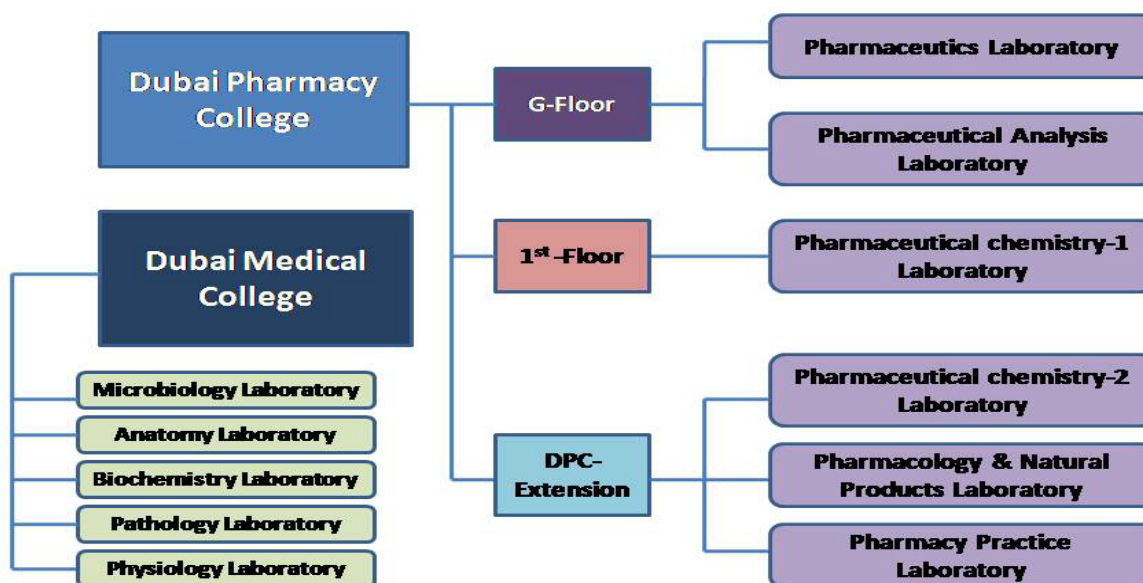 Dubai Pharmacy
College
G-Floor
Pharmaceutics Laboratory
Pharmaceutical Analysis
Laboratory
1st -Floor
Pharmaceutical chemistry-1
Laboratory
DPC-
Extension
Pharmaceutical chemistry-2
Laboratory
Pharmacology & Natural
Products Laboratory
Pharmacy Practice
Laboratory
Dubai Medical
College
Microbiology Laboratory
Anatomy Laboratory
Biochemistry Laboratory
Pathology Laboratory
Physiology Laboratory